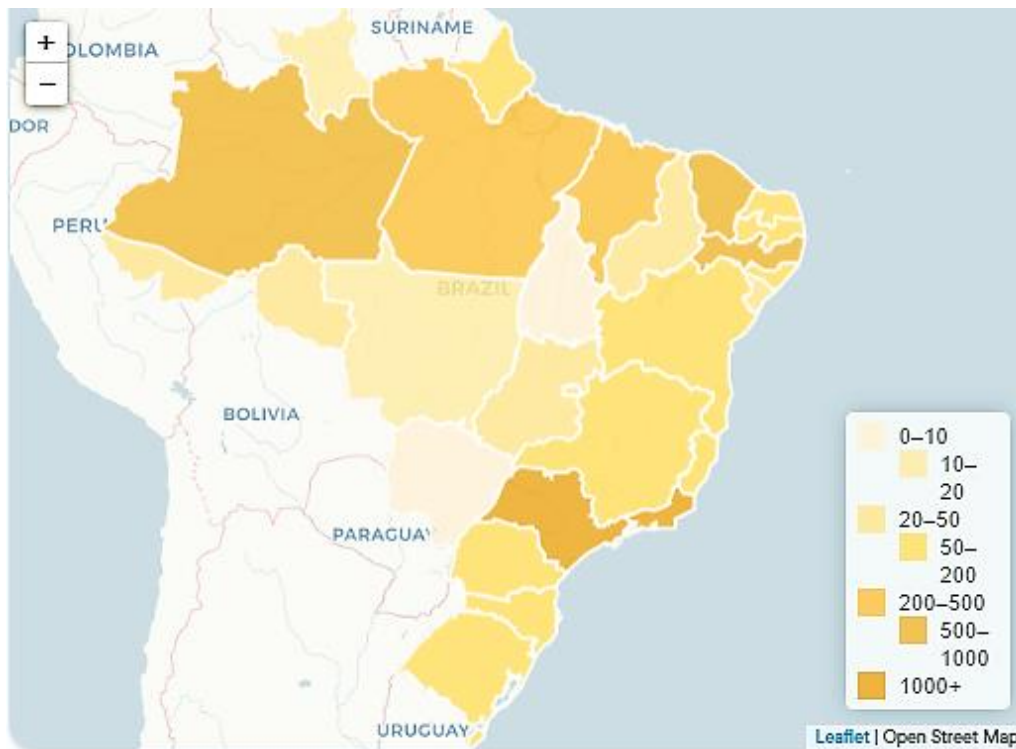 +
−
SURINAME
OLOMBIA
DOR
PERU
BRAZIL
BOLIVIA
PARAGUAY
URUGUAY
0–10
10–
20
20–50
50–
200
200–500
500–
1000
1000+
Leaflet | Open Street Map